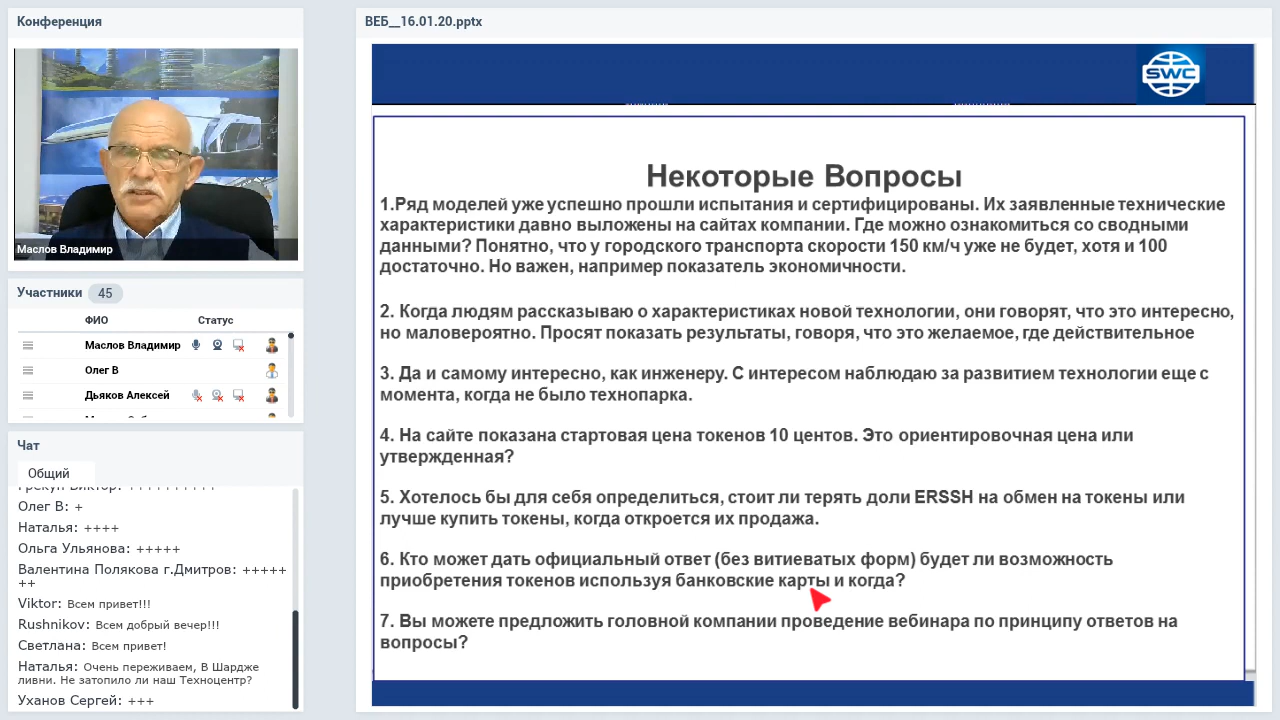 Конференция
Маслов Владимир
Участники 45
ФИО Статус
Маслов Владимир
Олег В
Дьяков Алексей
Чат
Общий
Олег В: +
Наталья: ++++
Ольга Ульянова: +++++
Валентина Полякова г.Дмитров: +++++
++
Viktor: Всем привет!!!
Rushnikov: Всем добрый вечер!!!
Светлана: Всем привет!
Наталья: Очень переживаем, В Шардже
ливни. Не затопило ли наш Техноцентр?
Уханов Сергей: +++
ВЕБ__16.01.20.pptx
SWC
Некоторые Вопросы
1.Ряд моделей уже успешно прошли испытания и сертифицированы. Их заявленные технические
характеристики давно выложены на сайтах компании. Где можно ознакомиться со сводными
данными? Понятно, что у городского транспорта скорости 150 км/ч уже не будет, хотя и 100
достаточно. Но важен, например показатель экономичности.
2. Когда людям рассказываю о характеристиках новой технологии, они говорят, что это интересно,
но маловероятно. Просят показать результаты, говоря, что это желаемое, где действительное
3. Да и самому интересно, как инженеру. С интересом наблюдаю за развитием технологии еще с
момента, когда не было технопарка.
4. На сайте показана стартовая цена токенов 10 центов. Это ориентировочная цена или
утвержденная?
5. Хотелось бы для себя определиться, стоит ли терять доли ERSSH на обмен на токены или
лучше купить токены, когда откроется их продажа.
6. Кто может дать официальный ответ (без витиеватых форм) будет ли возможность
приобретения токенов используя банковские карты и когда?
7. Вы можете предложить головной компании проведение вебинара по принципу ответов на
вопросы?